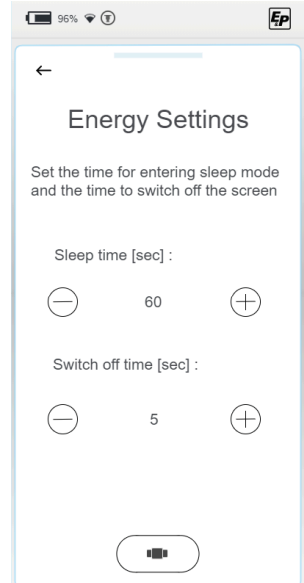 96% T EP
Energy Settings
Set the time for entering sleep mode
and the time to switch off the screen
Sleep time [sec] :
60
Switch off time [sec] :
5